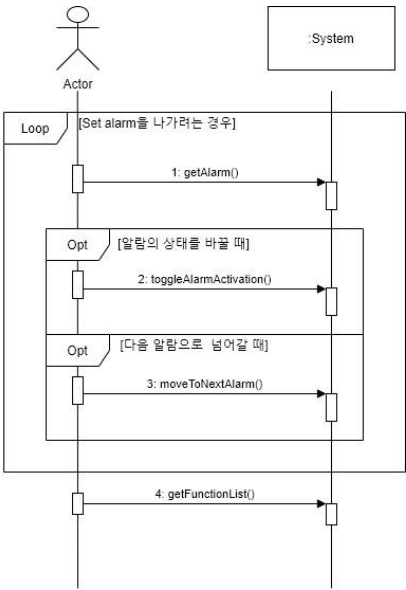 :System
Actor
Loop
[Set alarm를 나가려는 경우]
1: getAlarm()
Opt
[알람의 상태를 바꿀 때]
2: toggleAlarmActivation()
Opt
[다음 알람으로 넘어갈 때]
3: moveToNextAlarm()
4: getFunctionList()